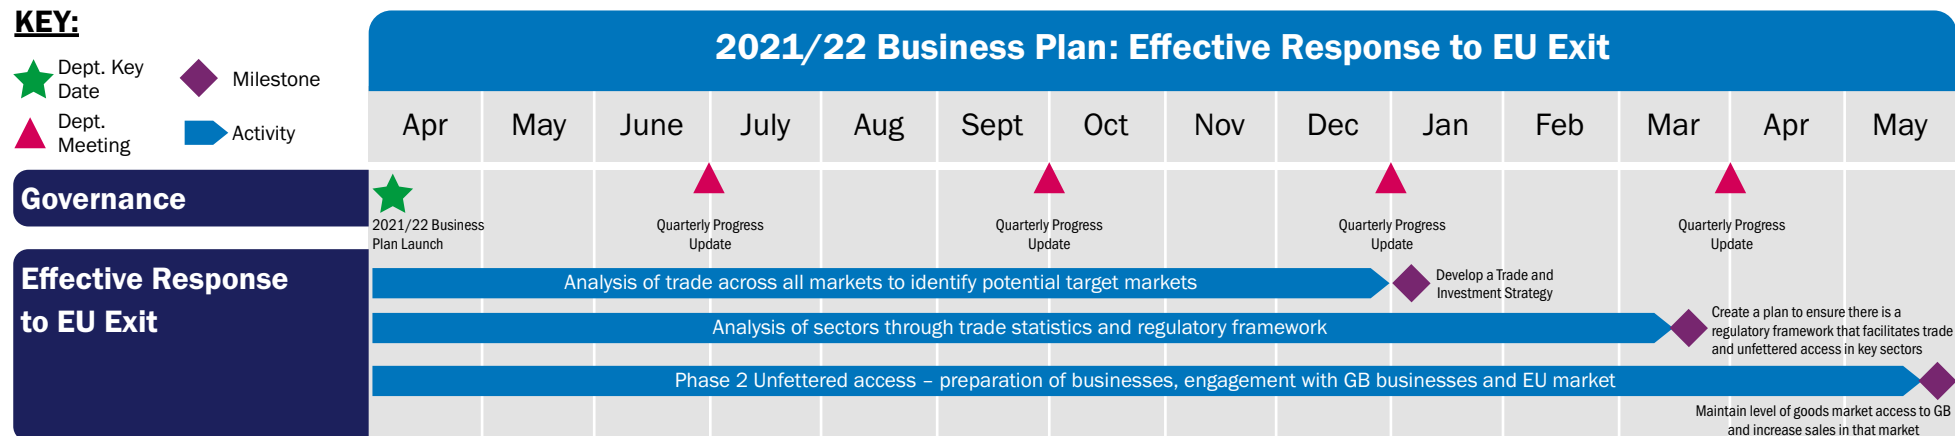 KEY:
Dept. Key
Date
Milestone
Dept.
Meeting
Activity
2021/22 Business Plan: Effective Response to EU Exit
Apr May June July Aug Sept Oct Nov Dec Jan Feb Mar Apr May
Governance
2021/22 Business
Plan Launch
Quarterly Progress
Update
Quarterly Progress
Update
Quarterly Progress
Update
Quarterly Progress
Update
Effective Response
to EU Exit
Analysis of trade across all markets to identify potential target markets
Develop a Trade and
Investment Strategy
Analysis of sectors through trade statistics and regulatory framework
Create a plan to ensure there is a
regulatory framework that facilitates trade
and unfettered access in key sectors
Phase 2 Unfettered access – preparation of businesses, engagement with GB businesses and EU market
Maintain level of goods market access to GB
and increase sales in that market